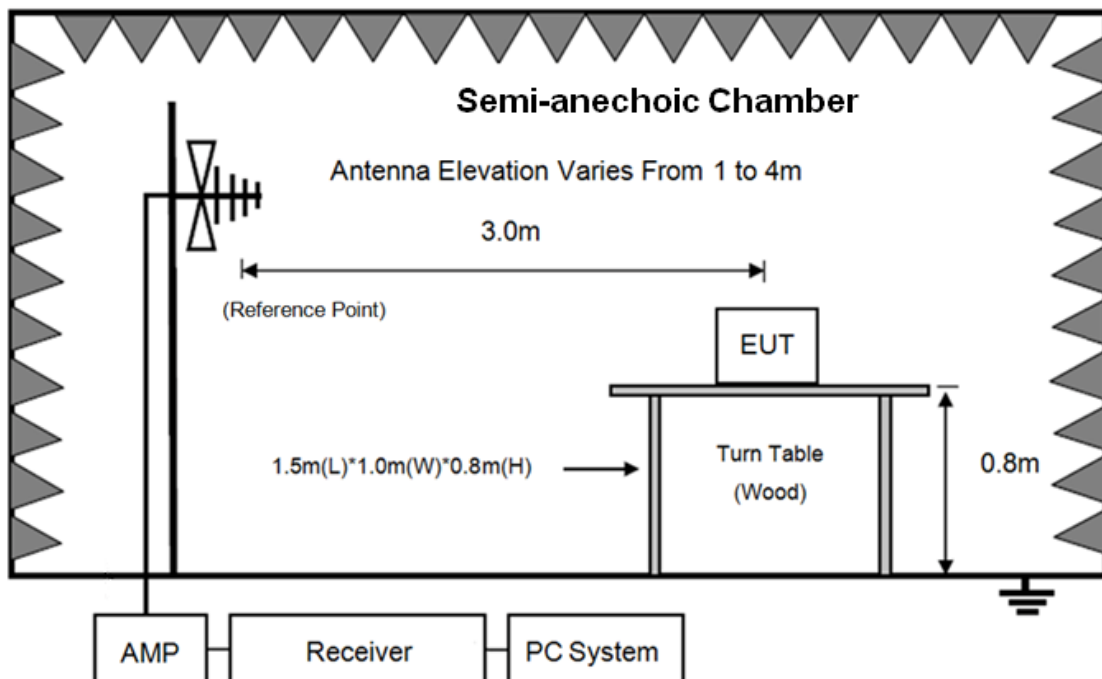 Semi-anechoic Chamber
Antenna Elevation Varies From 1 to 4m
3.0m
(Reference Point)
EUT
1.5m(L)*1.0m(W)*0.8m(H)
Turn Table
(Wood)
0.8m
AMP
Receiver
PC System